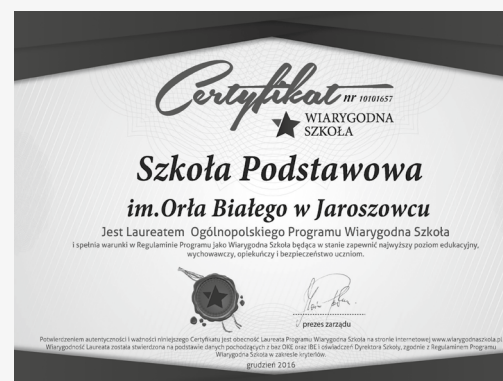 Certyfikat nr 10101657
WIARYGODNA
SZKOŁA
Szkoła Podstawowa
im.Orła Białego w Jaroszowcu
Jest Laureatem Ogólnopolskiego Programu Wiarygodna Szkoła
i spełnia warunki w Regulaminie Programu jako Wiarygodna Szkoła będąca w stanie zapewnić najwyższy poziom edukacyjny,
wychowawczy, opiekuńczy i bezpieczeństwo uczniom.
prezes zarządu
Potwierdzeniem autentyczności i ważności niniejszego Certyfikatu jest obecność Laureata Programu Wiarygodna Szkoła na stronie internetowej www.wiarygodnaszkola.pl
Wiarygodność Laureata została stwierdzona na podstawie danych pochodzących z baz OKE oraz IBE i oświadczeń Dyrektora Szkoły, zgodnie z Regulaminem Programu
Wiarygodna Szkoła w zakresie kryteriów.
grudzień 2016